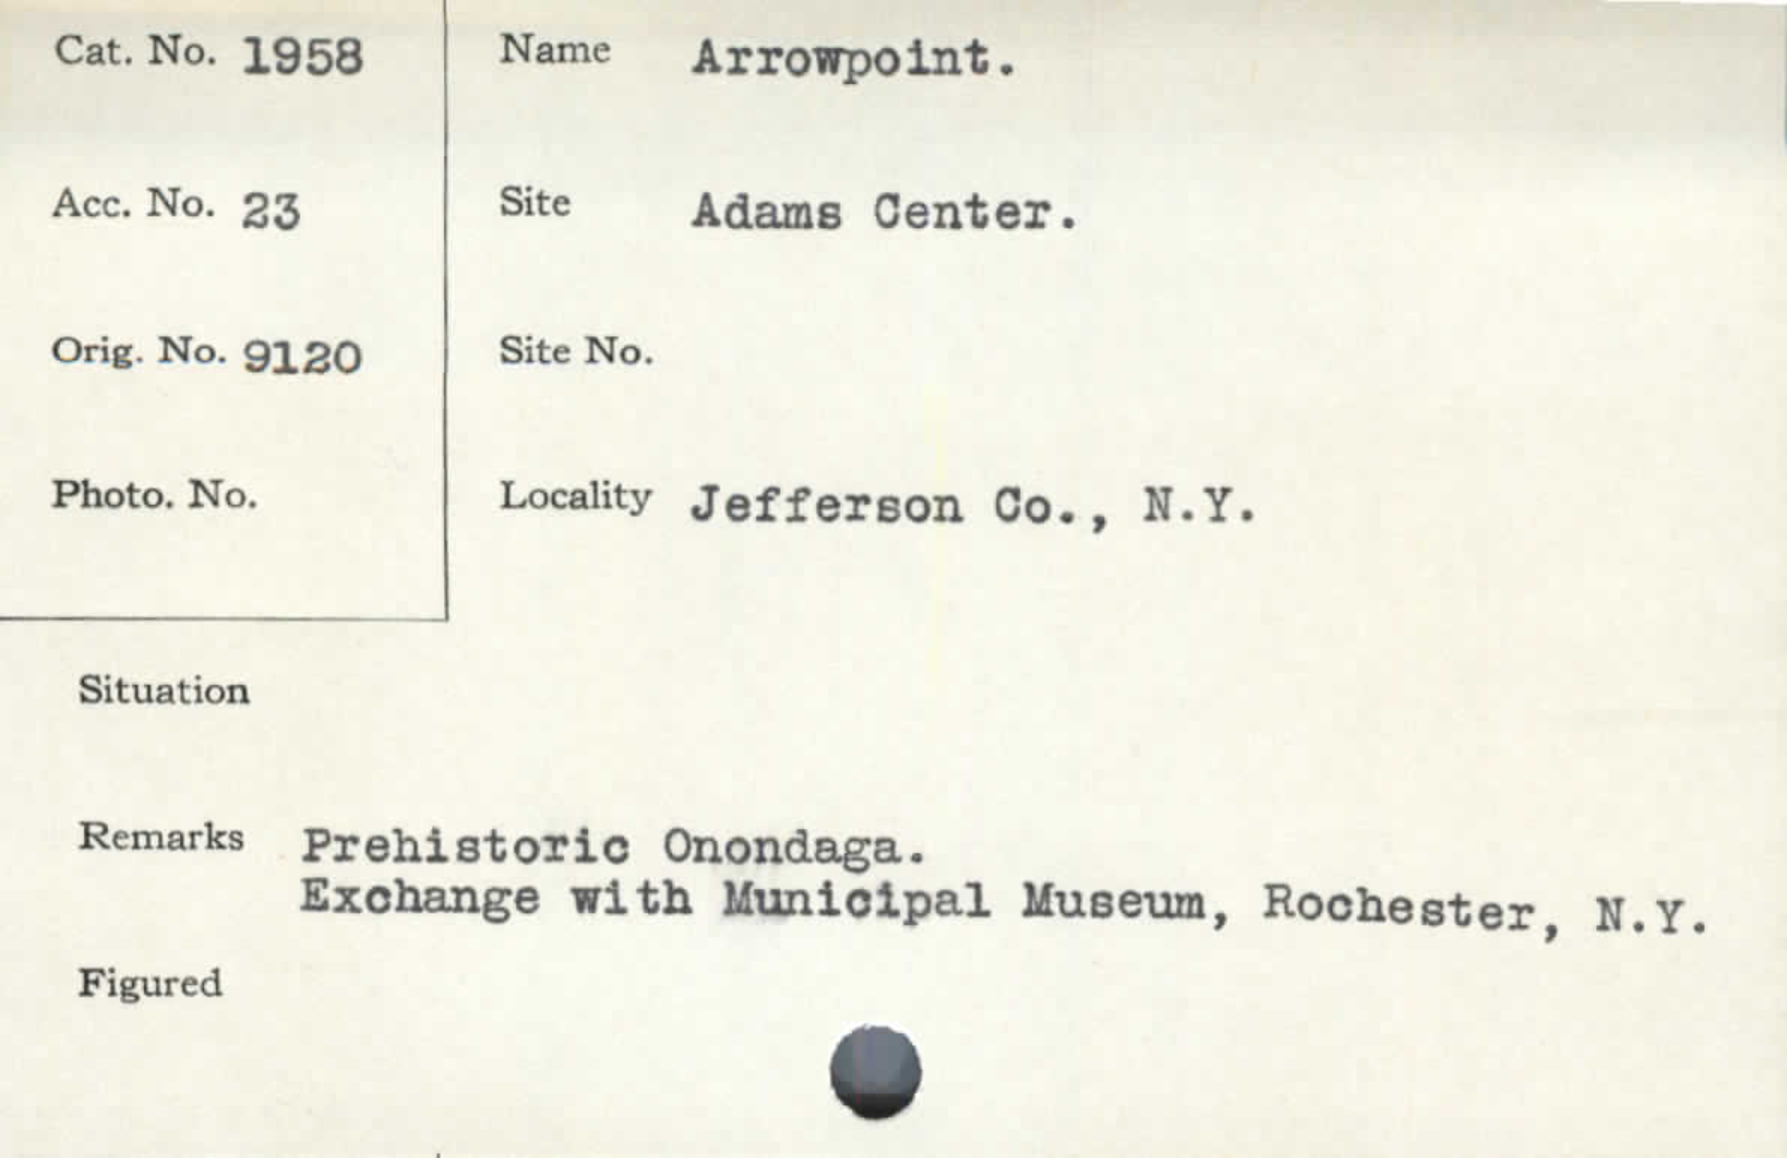 Cat. No. 1958
Name Arrowpoint.
Acc. No. 23
Site Adams Center.
Orig. No. 9120
Site No.
Photo. No.
Locality Jefferson Co., N.Y.
Situation
Remarks Prehistoric Onondaga.
Exchange with Municipal Museum, Rochester, N.Y.
Figured